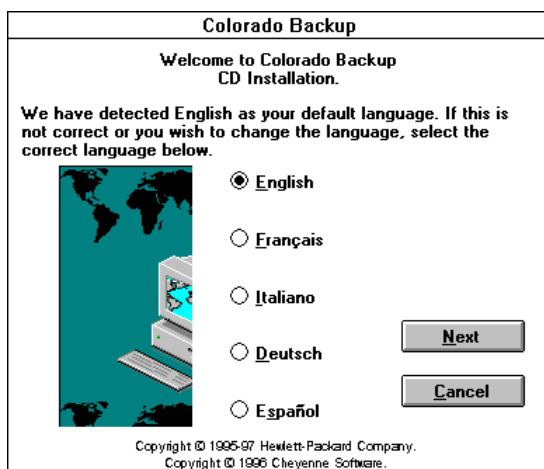 Colorado Backup
Welcome to Colorado Backup
CD Installation.
We have detected English as your default language. If this is
not correct or you wish to change the language, select the
correct language below.
English
Français
Italiano
Deutsch
Español
Next
Cancel
Copyright © 1995-97 Hewlett-Packard Company.
Copyright © 1996 Cheyenne Software.